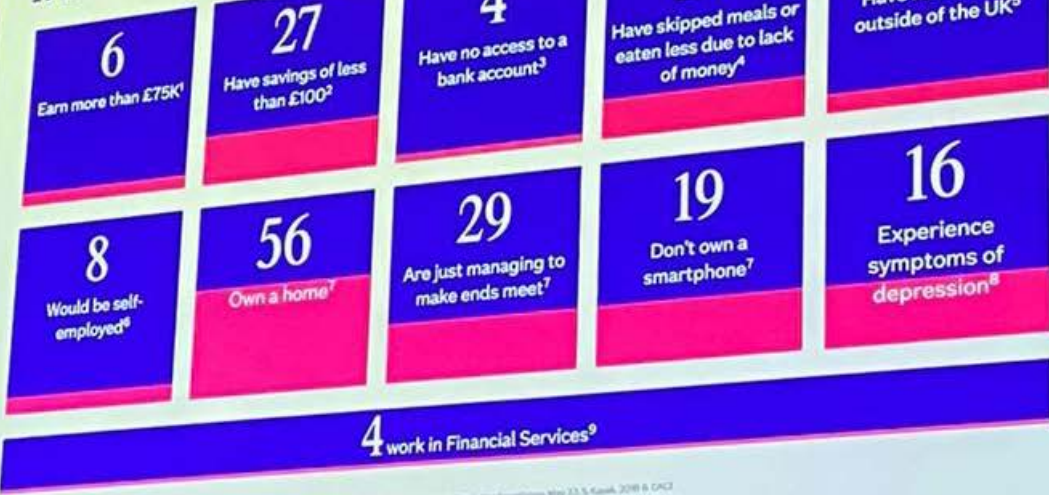 6
Earn more than £75K¹
27
Have savings of less
than £100²
4
Have no access to a
bank account³
Have skipped meals or
eaten less due to lack
of money⁴
outside of the UK⁵
8
Would be self-
employed⁶
56
Own a home⁷
29
Are just managing to
make ends meet⁷
19
Don't own a
smartphone⁷
16
Experience
symptoms of
depression⁸
4 work in Financial Services⁹